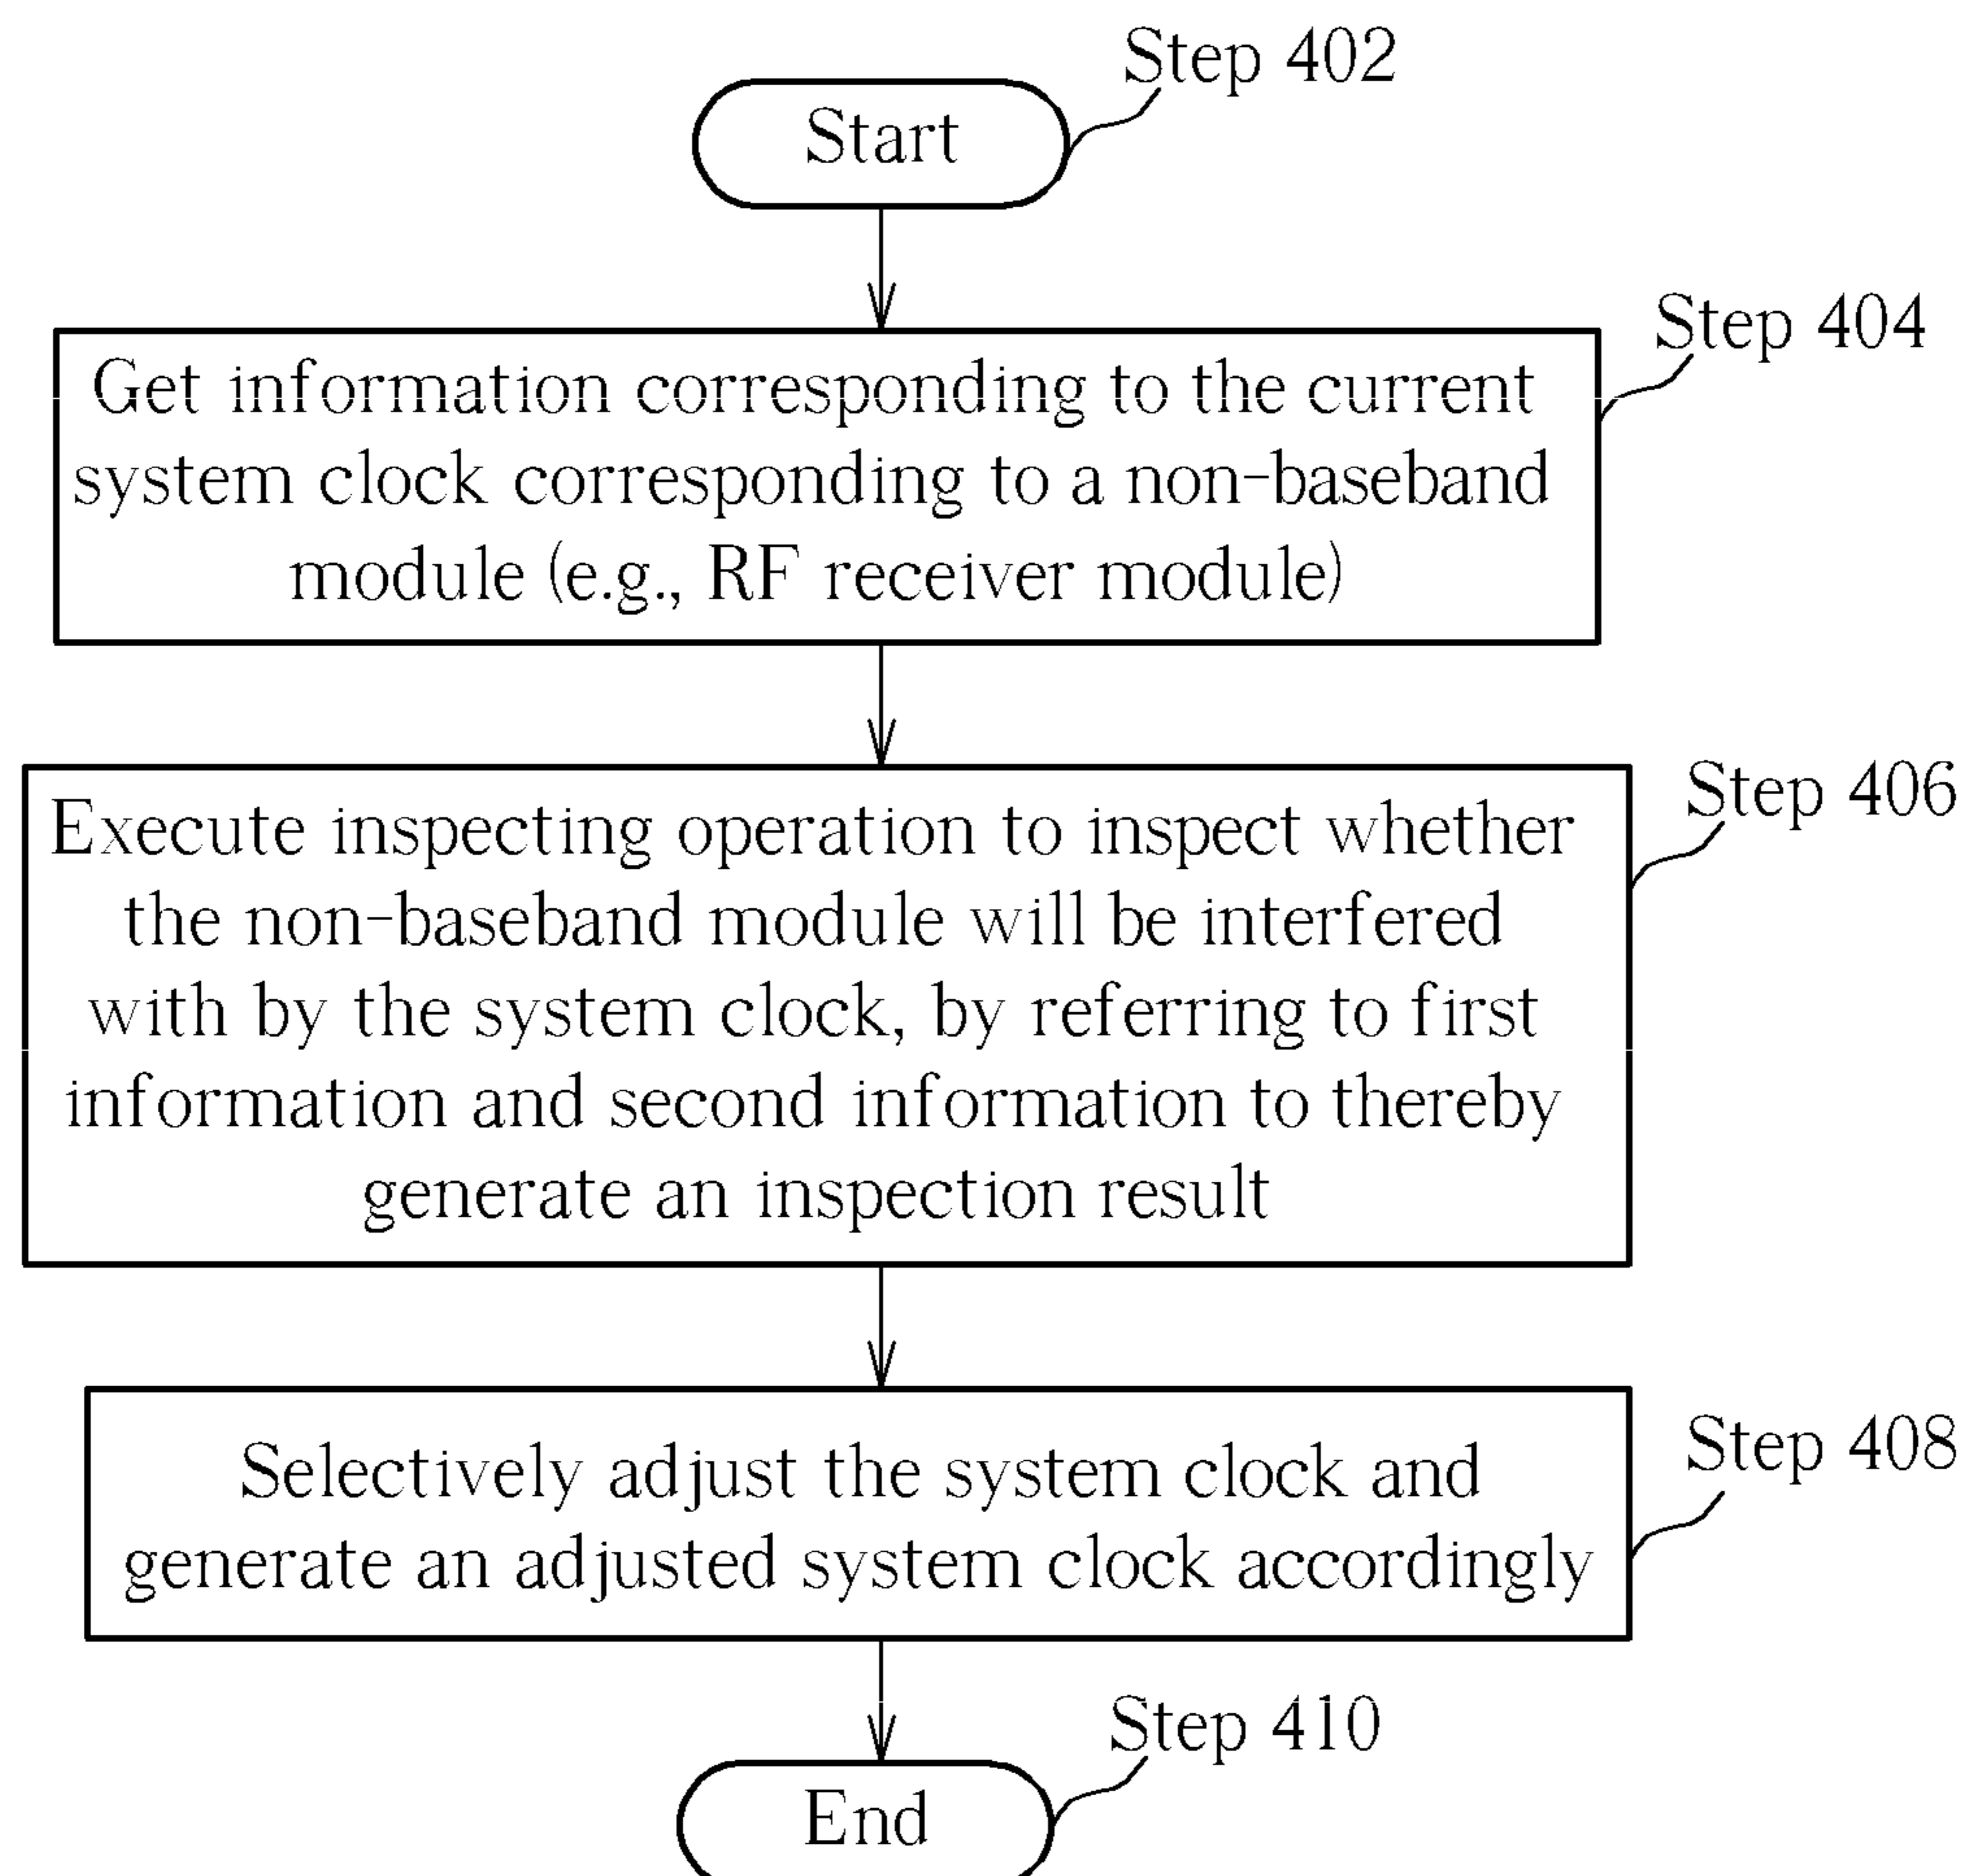 Step 402
Start
Step 404
Get information corresponding to the current
system clock corresponding to a non-baseband
module (e.g., RF receiver module)
Step 406
Execute inspecting operation to inspect whether
the non-baseband module will be interfered
with by the system clock, by referring to first
information and second information to thereby
generate an inspection result
Step 408
Selectively adjust the system clock and
generate an adjusted system clock accordingly
Step 410
End